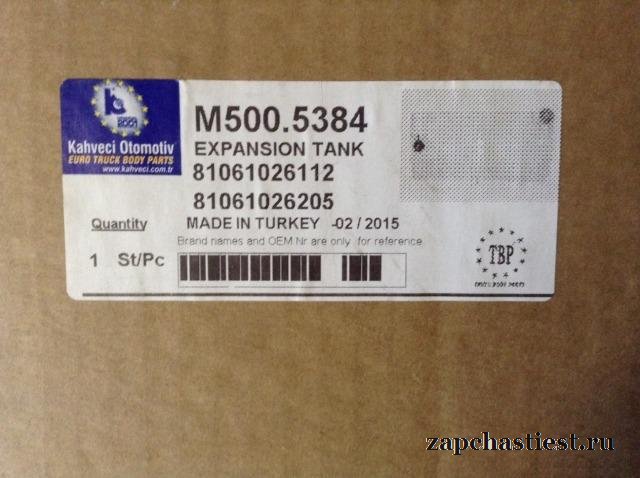 2001
Kahveci Otomotiv
EURO TRUCK BODY PARTS
www.kahveci.com.tr
M500.5384
EXPANSION TANK
81061026112
81061026205
MADE IN TURKEY -02 / 2015
Brand names and OEM Nr are only for reference
Quantity
1 St/Pc
TBP
zapchastiest.ru